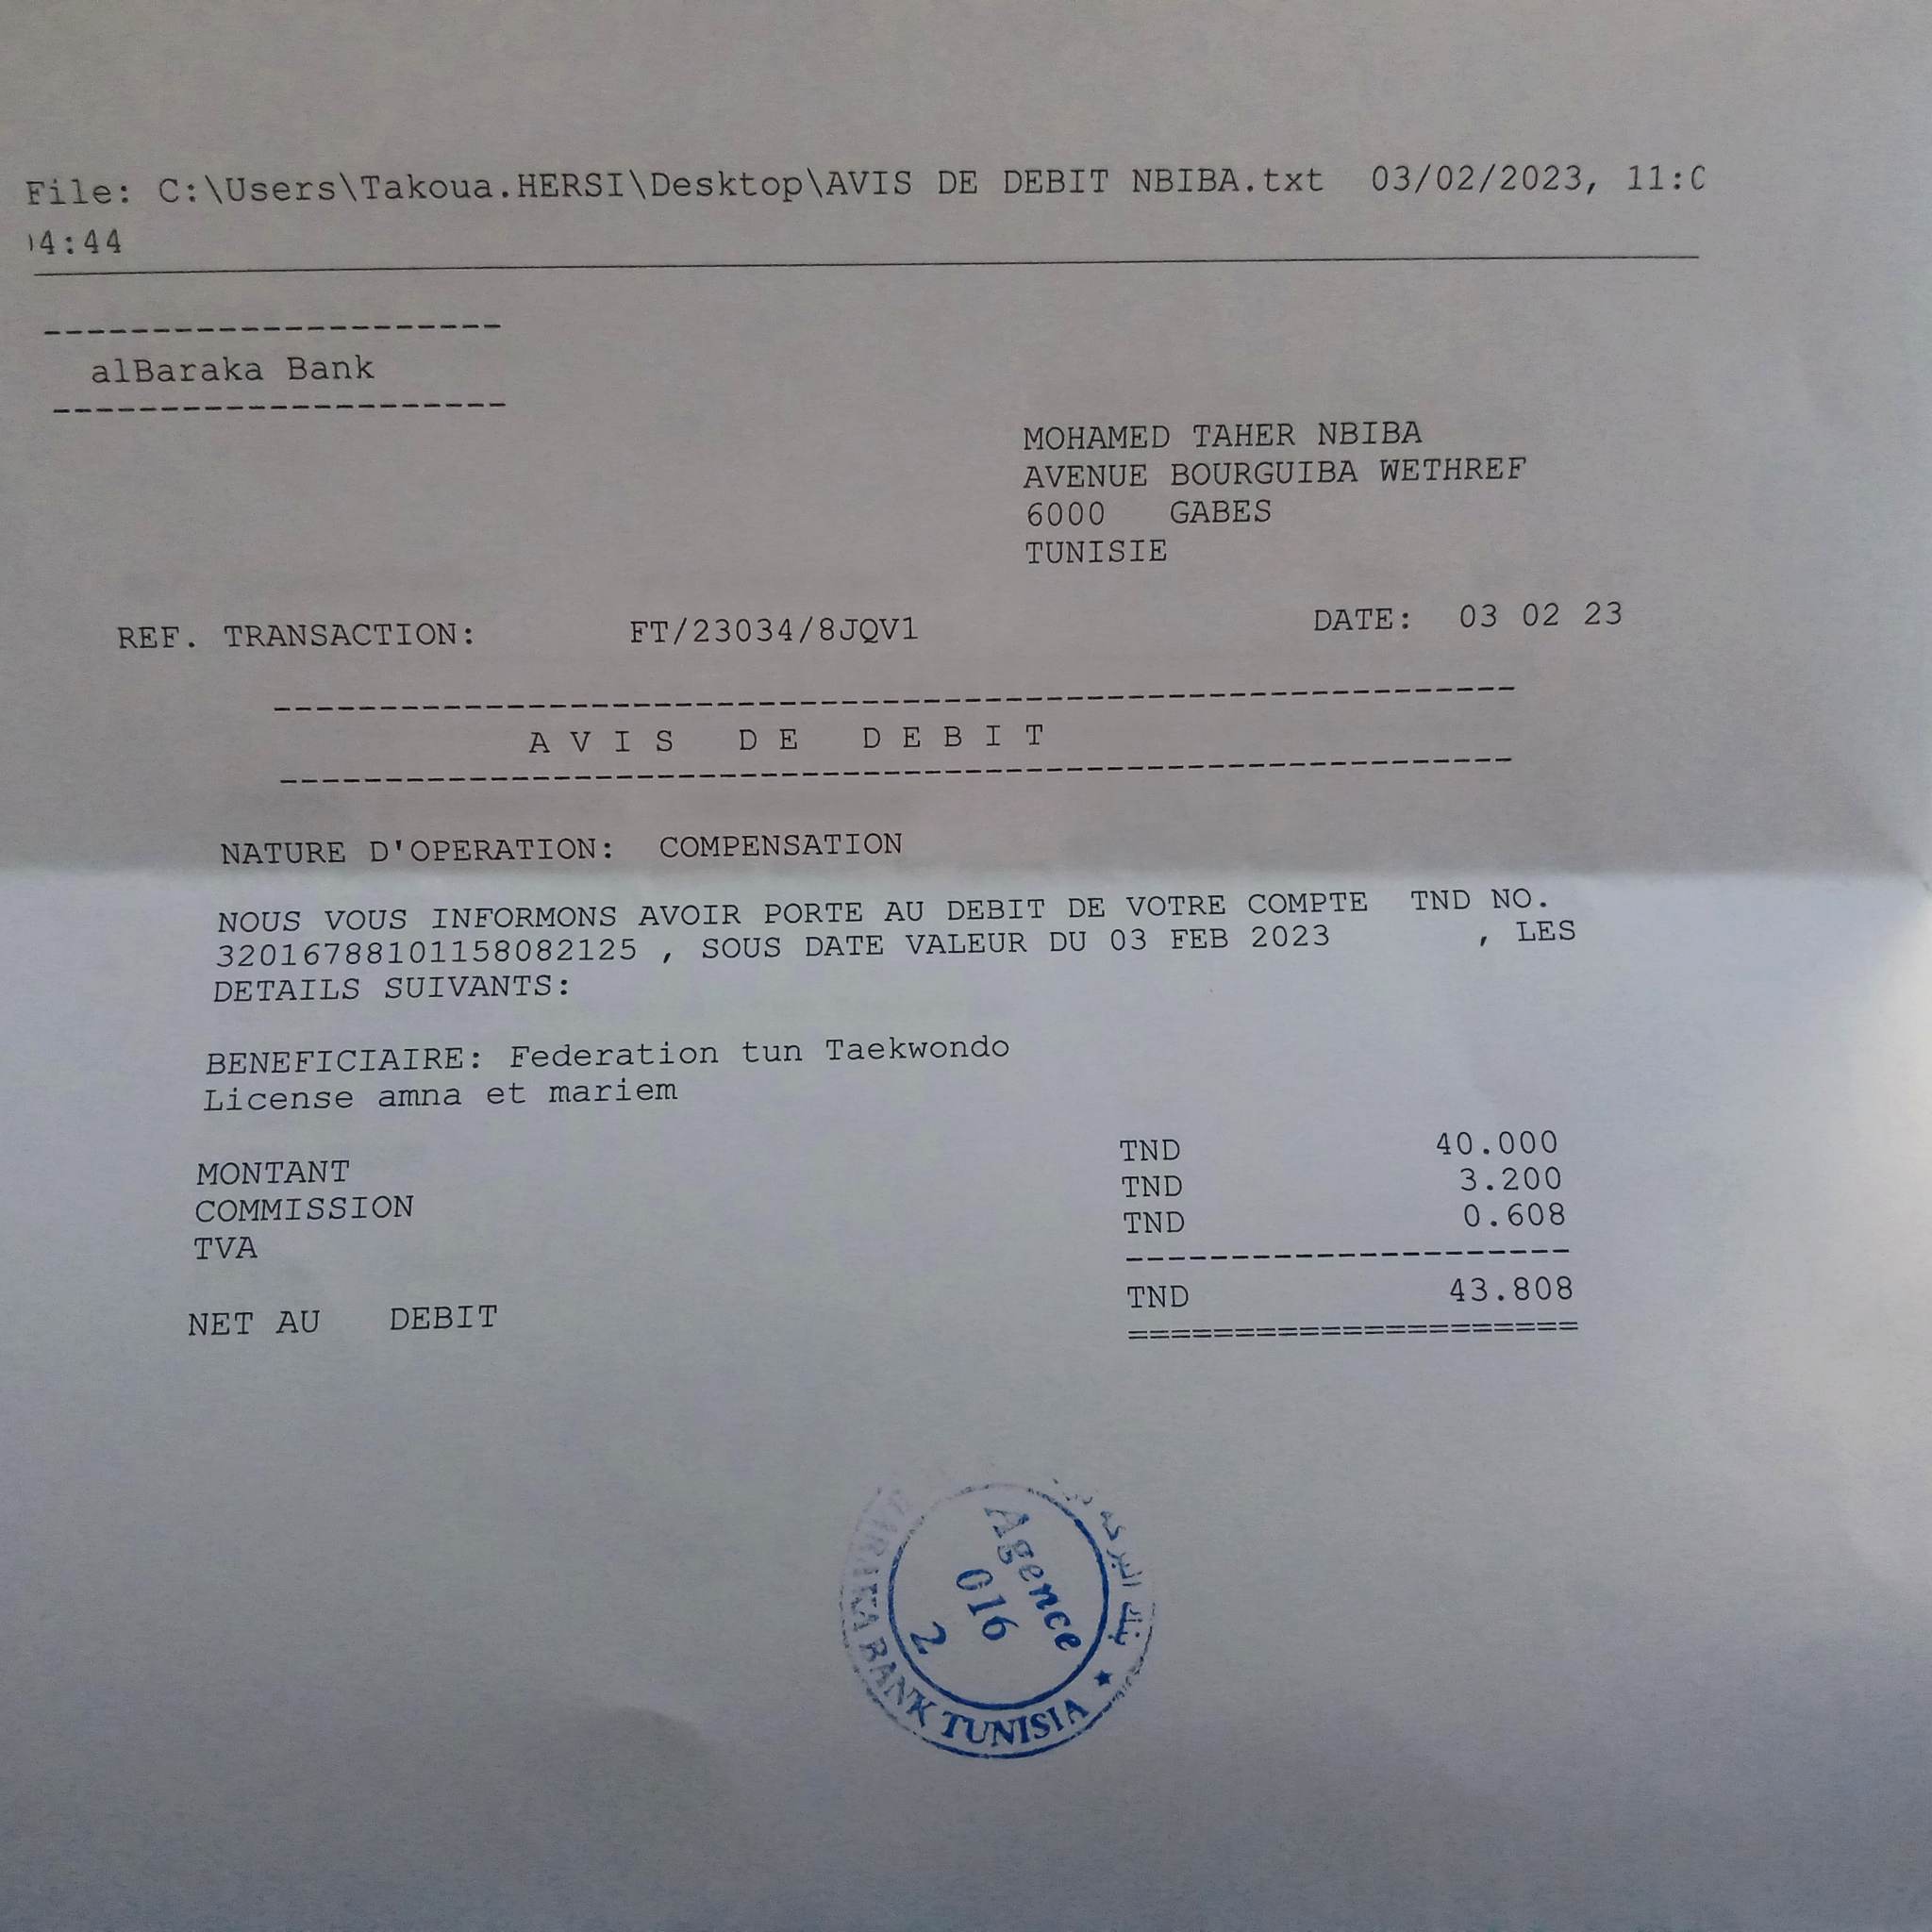 File: C:\Users\Takoua.HERSI\Desktop\AVIS DE DEBIT NBIBA.txt 03/02/2023, 11:0
04:44
---------------------
alBaraka Bank
---------------------
MOHAMED TAHER NBIBA
AVENUE BOURGUIBA WETHREF
6000 GABES
TUNISIE
REF. TRANSACTION: FT/23034/8JQV1 DATE: 03 02 23
A V I S D E D E B I T
NATURE D'OPERATION: COMPENSATION
NOUS VOUS INFORMONS AVOIR PORTE AU DEBIT DE VOTRE COMPTE TND NO.
32016788101158082125 , SOUS DATE VALEUR DU 03 FEB 2023 , LES
DETAILS SUIVANTS:
BENEFICIAIRE: Federation tun Taekwondo
License amna et mariem
MONTANT TND 40.000
COMMISSION TND 3.200
TVA TND 0.608
NET AU DEBIT TND 43.808
Agence
016
2
BANK TUNISIA
بنك البركة